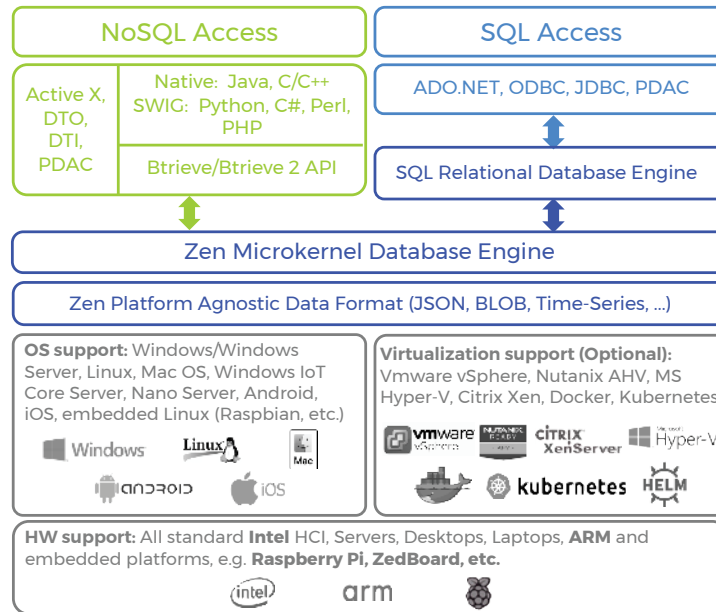 NoSQL Access
SQL Access
Active X,
DTO,
DTI,
PDAC
Native: Java, C/C++
SWIG: Python, C#, Perl,
PHP
Btrieve/Btrieve 2 API
ADO.NET, ODBC, JDBC, PDAC
SQL Relational Database Engine
Zen Microkernel Database Engine
Zen Platform Agnostic Data Format (JSON, BLOB, Time-Series, ...)
OS support: Windows/Windows
Server, Linux, Mac OS, Windows IoT
Core Server, Nano Server, Android,
iOS, embedded Linux (Raspbian, etc.)
Windows
Linux
Mac
ANDROID
iOS
Virtualization support (Optional):
Vmware vSphere, Nutanix AHV, MS
Hyper-V, Citrix Xen, Docker, Kubernetes
vmware
vSphere
NUTANIX
READY
CITRIX
XenServer
Microsoft
Hyper-V
docker
kubernetes
HELM
HW support: All standard Intel HCI, Servers, Desktops, Laptops, ARM and
embedded platforms, e.g. Raspberry Pi, ZedBoard, etc.
intel
arm